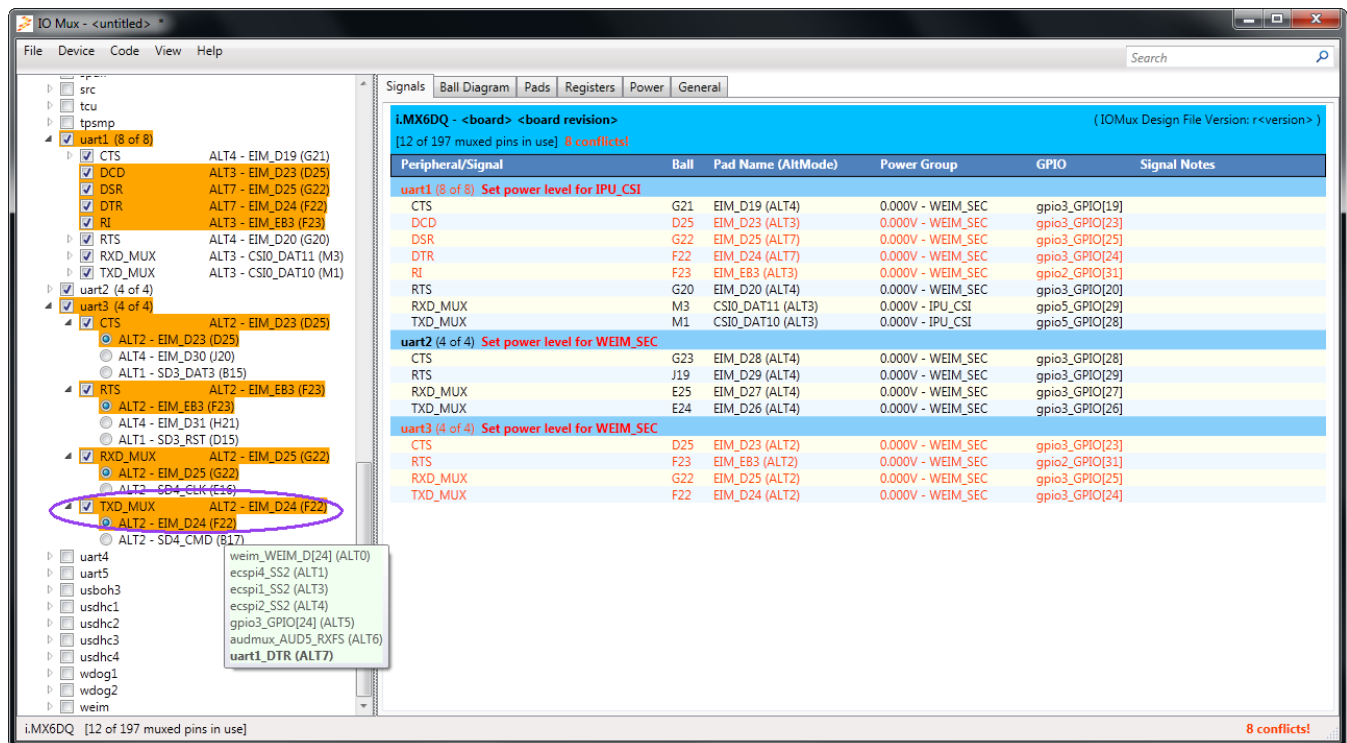 IO Mux - <untitled> *
File Device Code View Help
Search
src
tcu
tpsmp
uart1 (8 of 8)
CTS ALT4 - EIM_D19 (G21)
DCD ALT3 - EIM_D23 (D25)
DSR ALT7 - EIM_D25 (G22)
DTR ALT7 - EIM_D24 (F22)
RI ALT3 - EIM_EB3 (F23)
RTS ALT4 - EIM_D20 (G20)
RXD_MUX ALT3 - CSI0_DAT11 (M3)
TXD_MUX ALT3 - CSI0_DAT10 (M1)
uart2 (4 of 4)
uart3 (4 of 4)
CTS ALT2 - EIM_D23 (D25)
ALT2 - EIM_D23 (D25)
ALT4 - EIM_D30 (J20)
ALT1 - SD3_DAT3 (B15)
RTS ALT2 - EIM_EB3 (F23)
ALT2 - EIM_EB3 (F23)
ALT4 - EIM_D31 (H21)
ALT1 - SD3_RST (D15)
RXD_MUX ALT2 - EIM_D25 (G22)
ALT2 - EIM_D25 (G22)
ALT2 - SD4_CLK (E16)
TXD_MUX ALT2 - EIM_D24 (F22)
ALT2 - EIM_D24 (F22)
ALT2 - SD4_CMD (B17)
uart4
uart5
usboh3
usdhc1
usdhc2
usdhc3
usdhc4
wdog1
wdog2
weim
weim_WEIM_D[24] (ALT0)
ecspi4_SS2 (ALT1)
ecspi1_SS2 (ALT3)
ecspi2_SS2 (ALT4)
gpio3_GPIO[24] (ALT5)
audmux_AUD5_RXFS (ALT6)
uart1_DTR (ALT7)
Signals Ball Diagram Pads Registers Power General
i.MX6DQ - <board> <board revision> ( IOMux Design File Version: r<version> )
[12 of 197 muxed pins in use] 8 conflicts!
Peripheral/Signal Ball Pad Name (AltMode) Power Group GPIO Signal Notes
uart1 (8 of 8) Set power level for IPU_CSI
CTS G21 EIM_D19 (ALT4) 0.000V - WEIM_SEC gpio3_GPIO[19]
DCD D25 EIM_D23 (ALT3) 0.000V - WEIM_SEC gpio3_GPIO[23]
DSR G22 EIM_D25 (ALT7) 0.000V - WEIM_SEC gpio3_GPIO[25]
DTR F22 EIM_D24 (ALT7) 0.000V - WEIM_SEC gpio3_GPIO[24]
RI F23 EIM_EB3 (ALT3) 0.000V - WEIM_SEC gpio2_GPIO[31]
RTS G20 EIM_D20 (ALT4) 0.000V - WEIM_SEC gpio3_GPIO[20]
RXD_MUX M3 CSI0_DAT11 (ALT3) 0.000V - IPU_CSI gpio5_GPIO[29]
TXD_MUX M1 CSI0_DAT10 (ALT3) 0.000V - IPU_CSI gpio5_GPIO[28]
uart2 (4 of 4) Set power level for WEIM_SEC
CTS G23 EIM_D28 (ALT4) 0.000V - WEIM_SEC gpio3_GPIO[28]
RTS J19 EIM_D29 (ALT4) 0.000V - WEIM_SEC gpio3_GPIO[29]
RXD_MUX E25 EIM_D27 (ALT4) 0.000V - WEIM_SEC gpio3_GPIO[27]
TXD_MUX E24 EIM_D26 (ALT4) 0.000V - WEIM_SEC gpio3_GPIO[26]
uart3 (4 of 4) Set power level for WEIM_SEC
CTS D25 EIM_D23 (ALT2) 0.000V - WEIM_SEC gpio3_GPIO[23]
RTS F23 EIM_EB3 (ALT2) 0.000V - WEIM_SEC gpio2_GPIO[31]
RXD_MUX G22 EIM_D25 (ALT2) 0.000V - WEIM_SEC gpio3_GPIO[25]
TXD_MUX F22 EIM_D24 (ALT2) 0.000V - WEIM_SEC gpio3_GPIO[24]
i.MX6DQ [12 of 197 muxed pins in use] 8 conflicts!